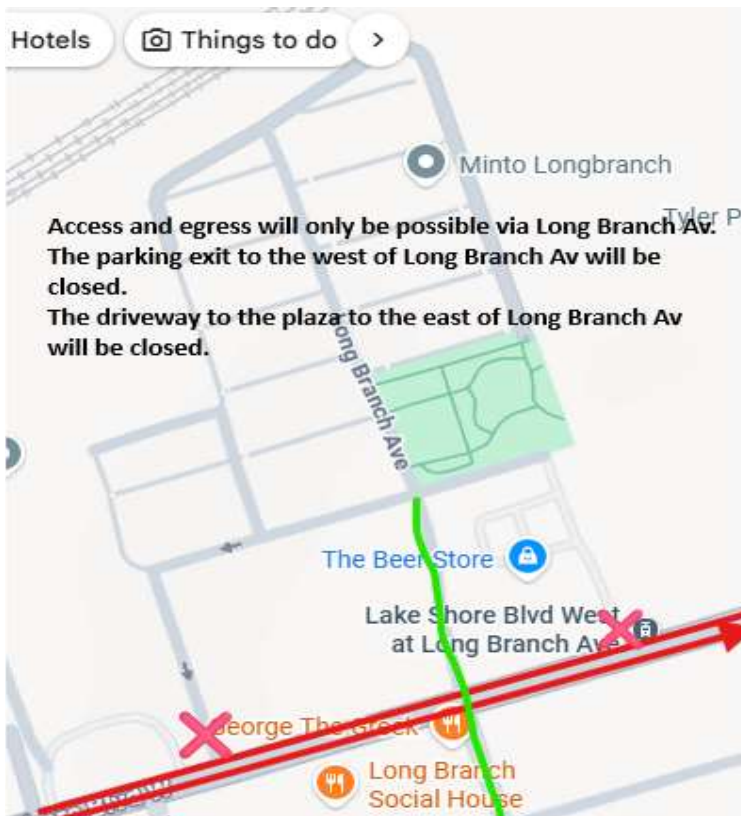 Hotels
Things to do
Minto Longbranch
Tyler P
Access and egress will only be possible via Long Branch Av.
The parking exit to the west of Long Branch Av will be
closed.
The driveway to the plaza to the east of Long Branch Av
will be closed.
Long Branch Ave
The Beer Store
Lake Shore Blvd West
at Long Branch Ave
George The Greek
Long Branch
Social House